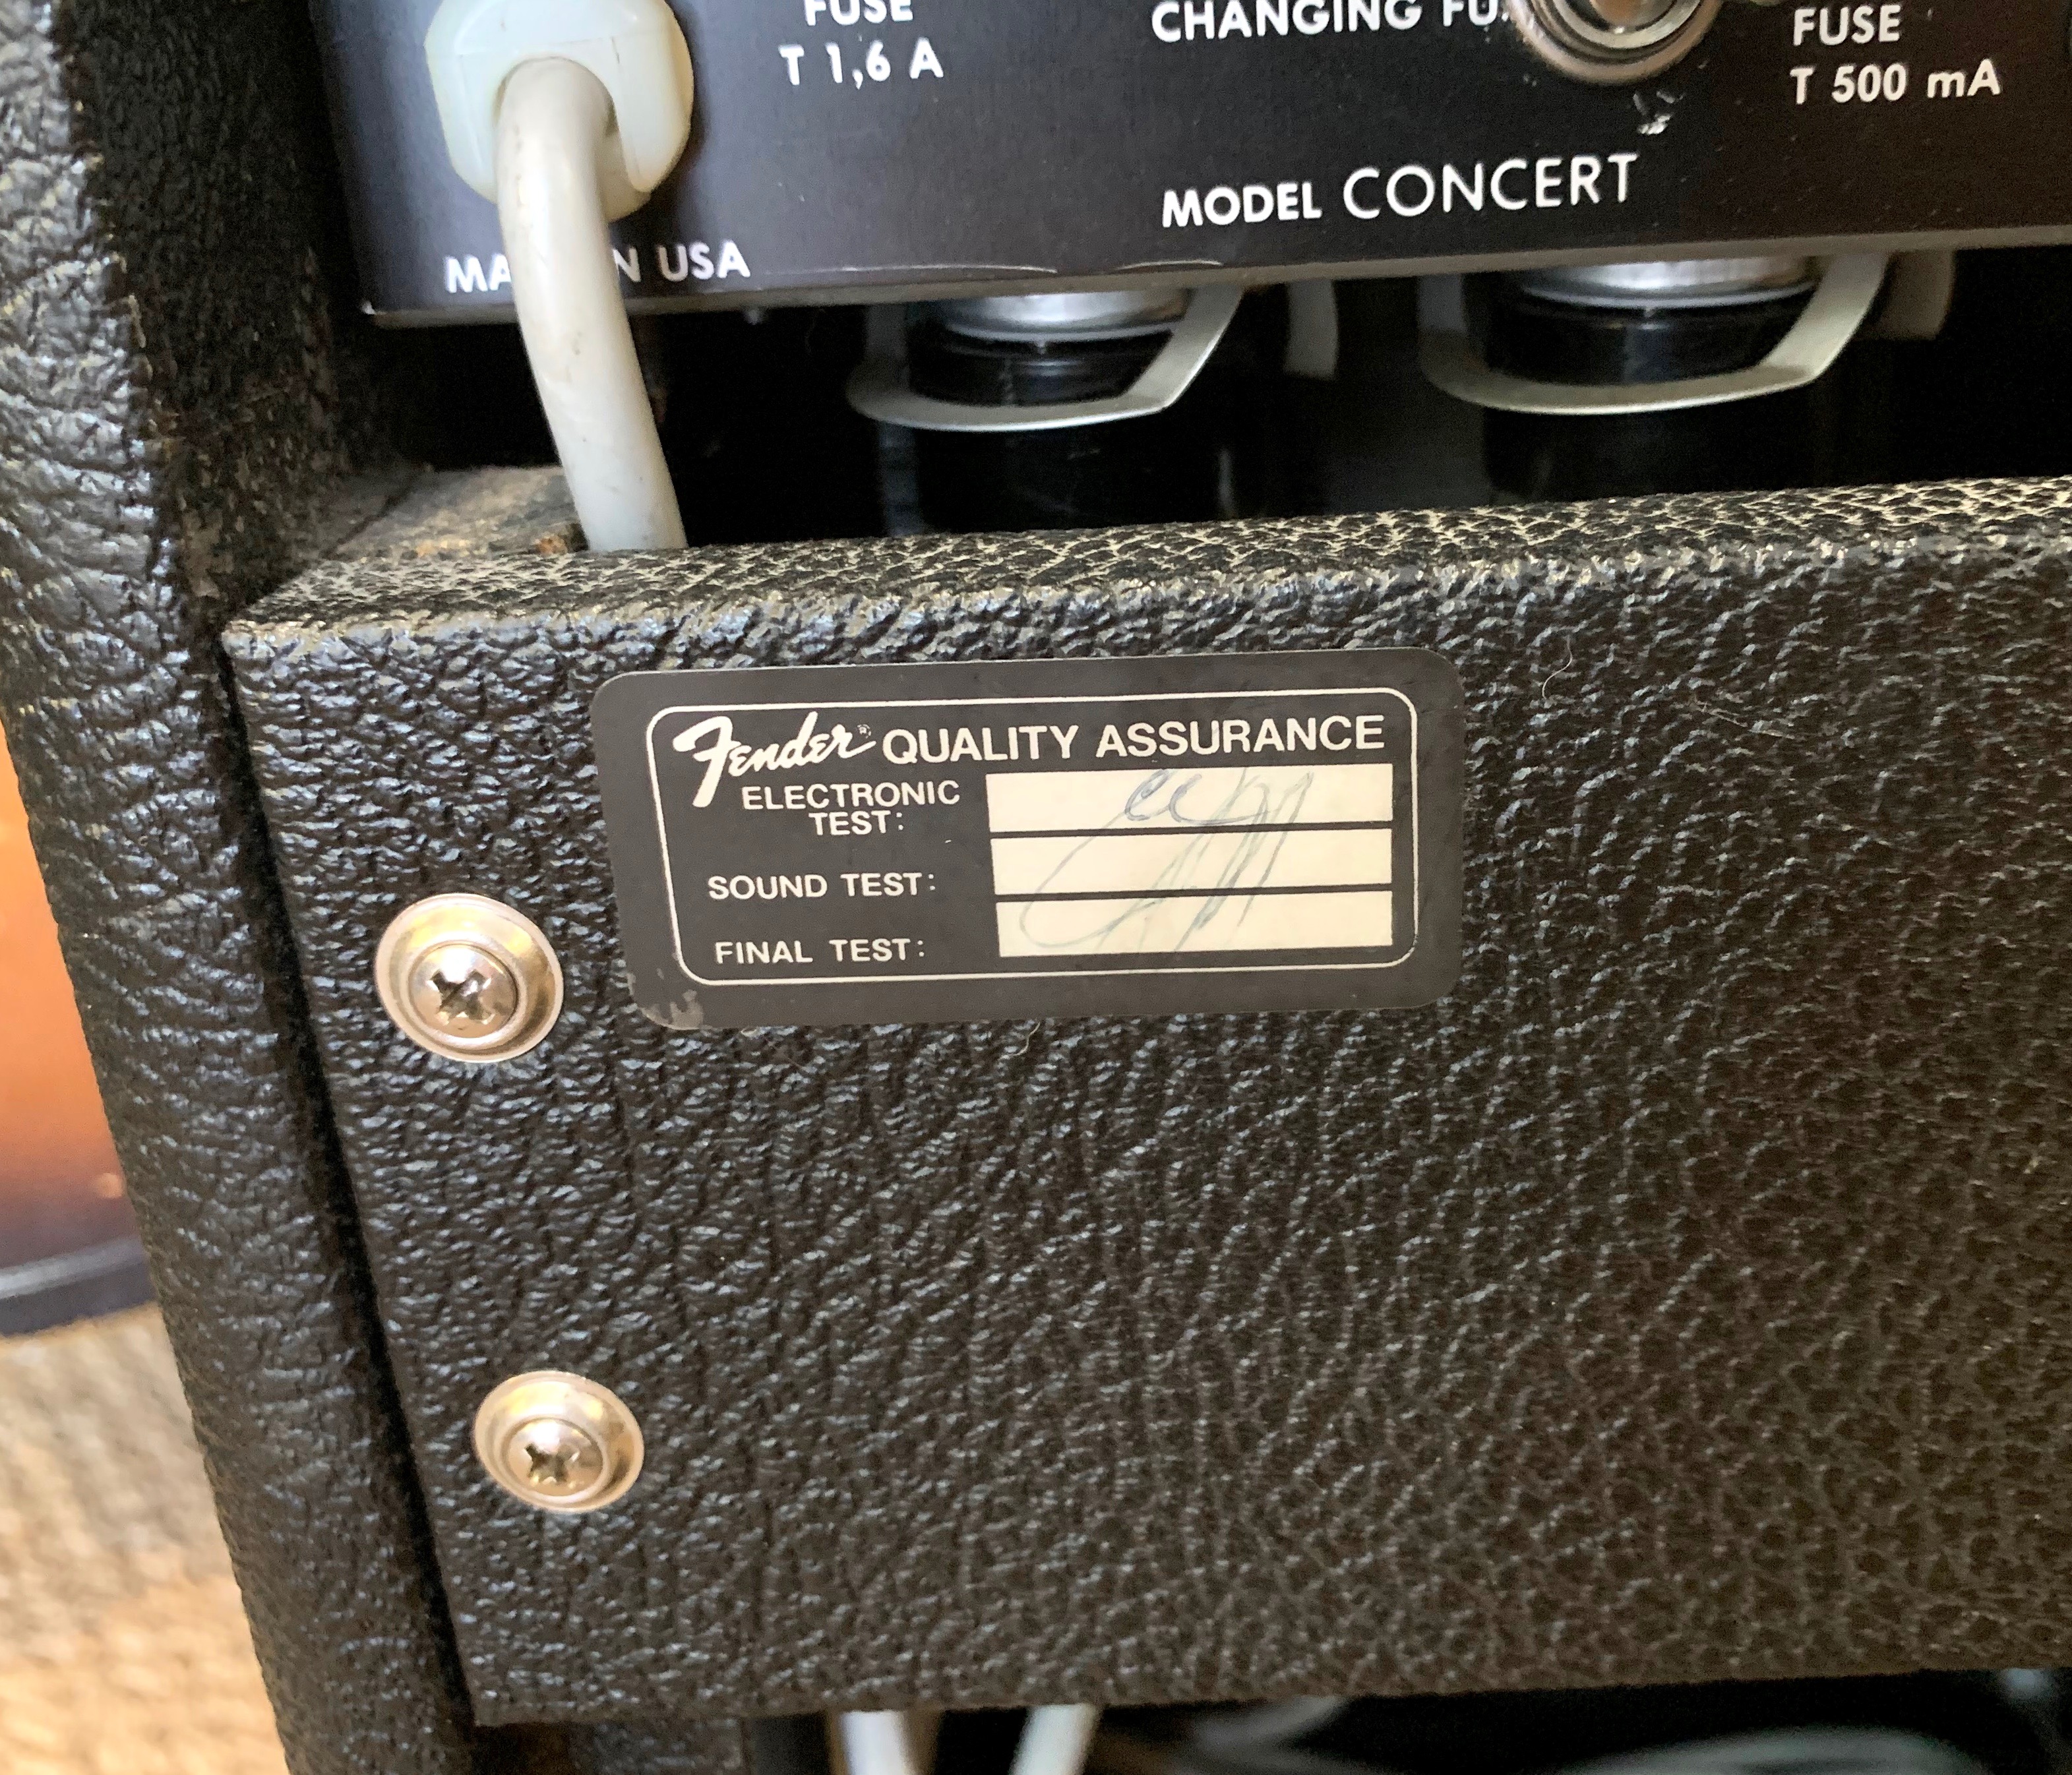 FUSE
T 1,6 A
CHANGING
FUSE
T 500 mA
MODEL CONCERT
USA
Fender® QUALITY ASSURANCE
ELECTRONIC
TEST:
SOUND TEST:
FINAL TEST: